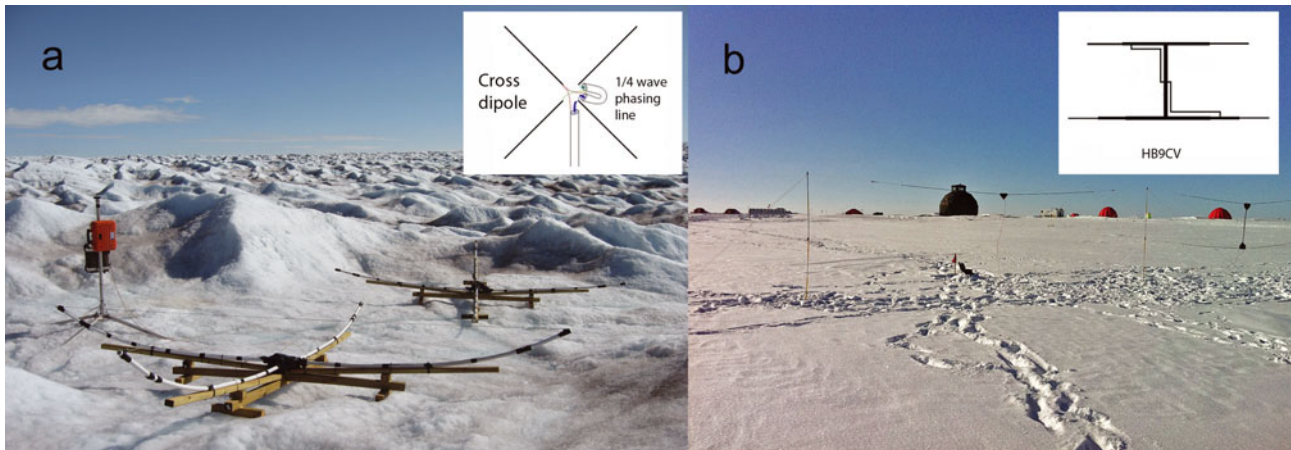 a
Cross
dipole
1/4 wave
phasing
line
b
HB9CV